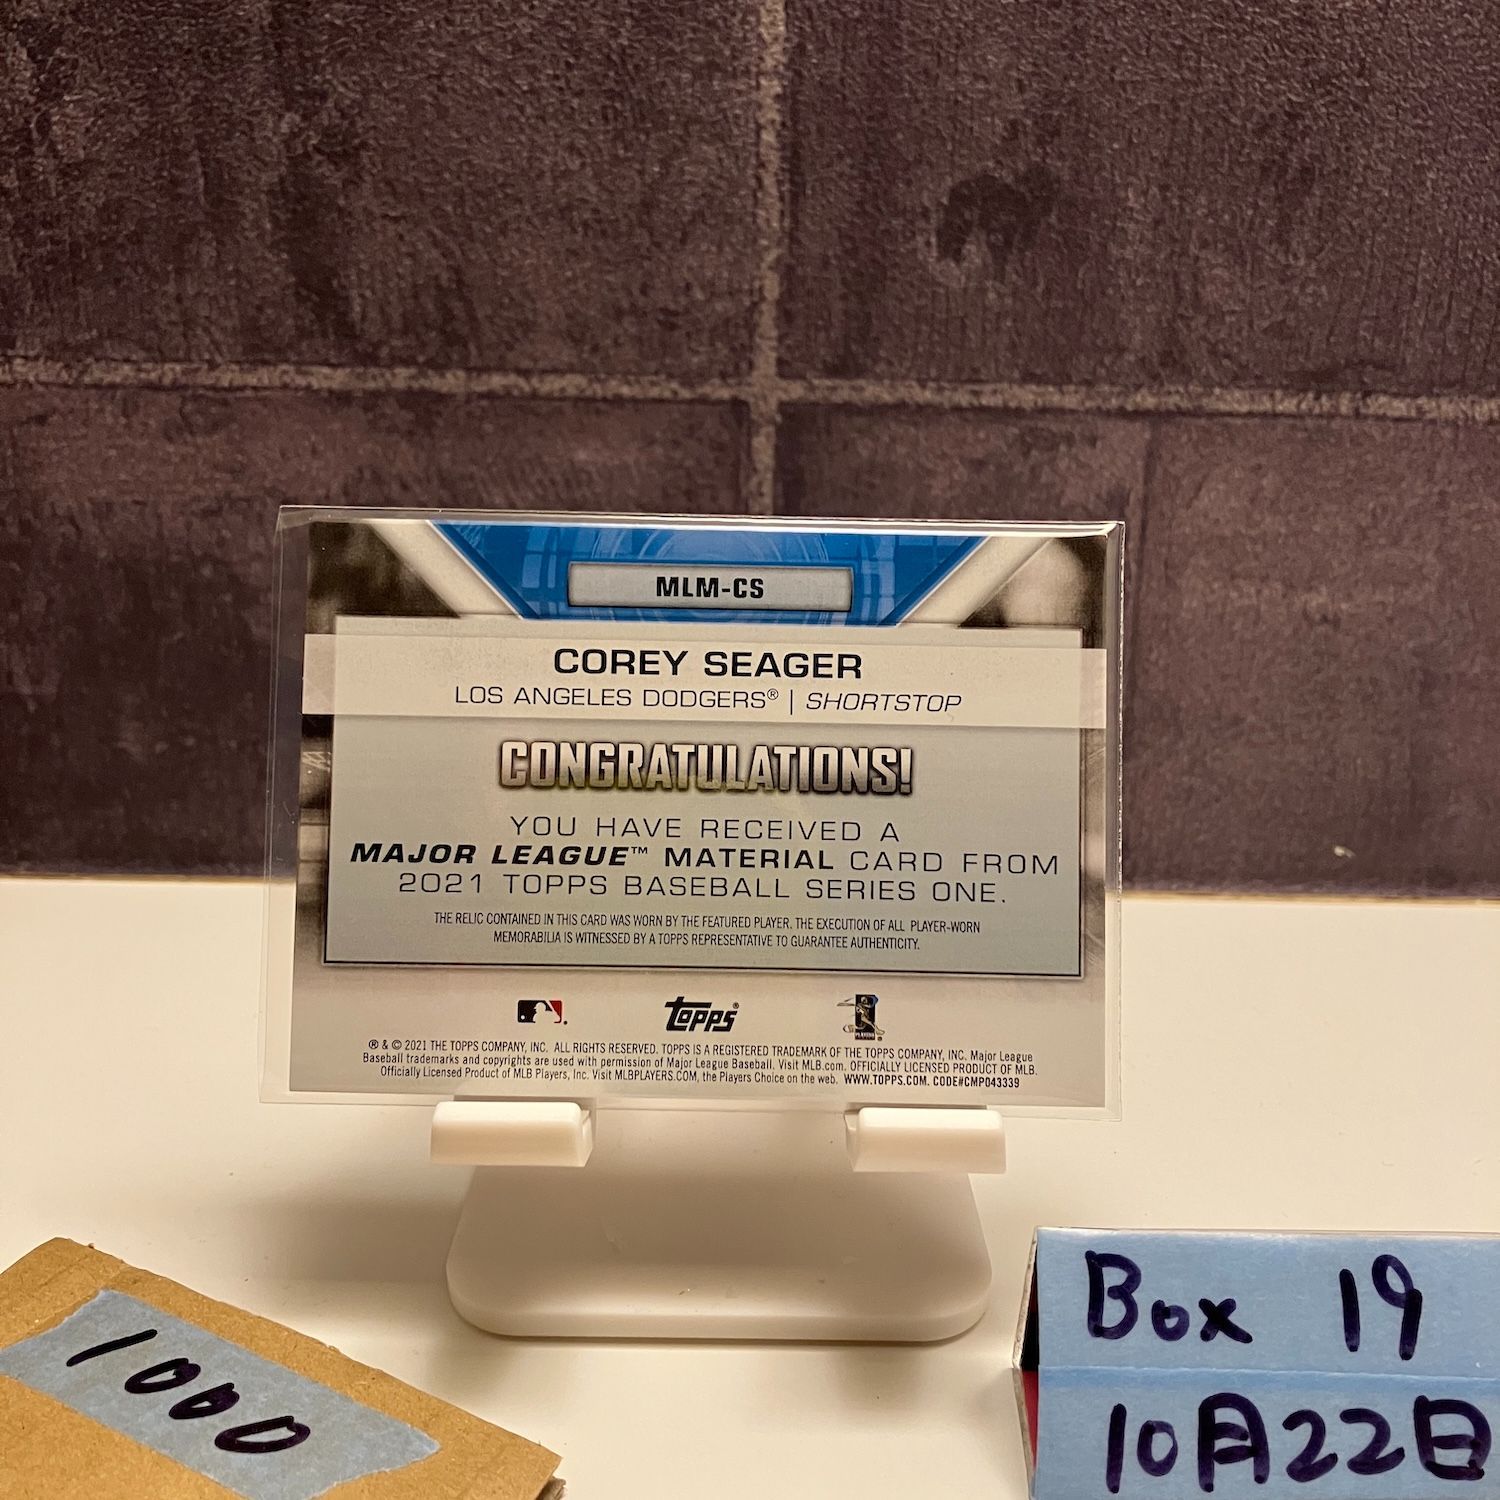 MLM-CS
COREY SEAGER
LOS ANGELES DODGERS® | SHORTSTOP
CONGRATULATIONS!
YOU HAVE RECEIVED A
MAJOR LEAGUE™ MATERIAL CARD FROM
2021 TOPPS BASEBALL SERIES ONE.
THE RELIC CONTAINED IN THIS CARD WAS WORN BY THE FEATURED PLAYER. THE EXECUTION OF ALL PLAYER-WORN
MEMORABILIA IS WITNESSED BY A TOPPS REPRESENTATIVE TO GUARANTEE AUTHENTICITY.
Topps®
® & © 2021 THE TOPPS COMPANY, INC. ALL RIGHTS RESERVED. TOPPS IS A REGISTERED TRADEMARK OF THE TOPPS COMPANY, INC. Major League
Baseball trademarks and copyrights are used with permission of Major League Baseball. Visit MLB.com. OFFICIALLY LICENSED PRODUCT OF MLB.
Officially Licensed Product of MLB Players, Inc. Visit MLBPLAYERS.COM, the Players Choice on the web. WWW.TOPPS.COM. CODE#CMP043339
1000
Box 19
10月22日